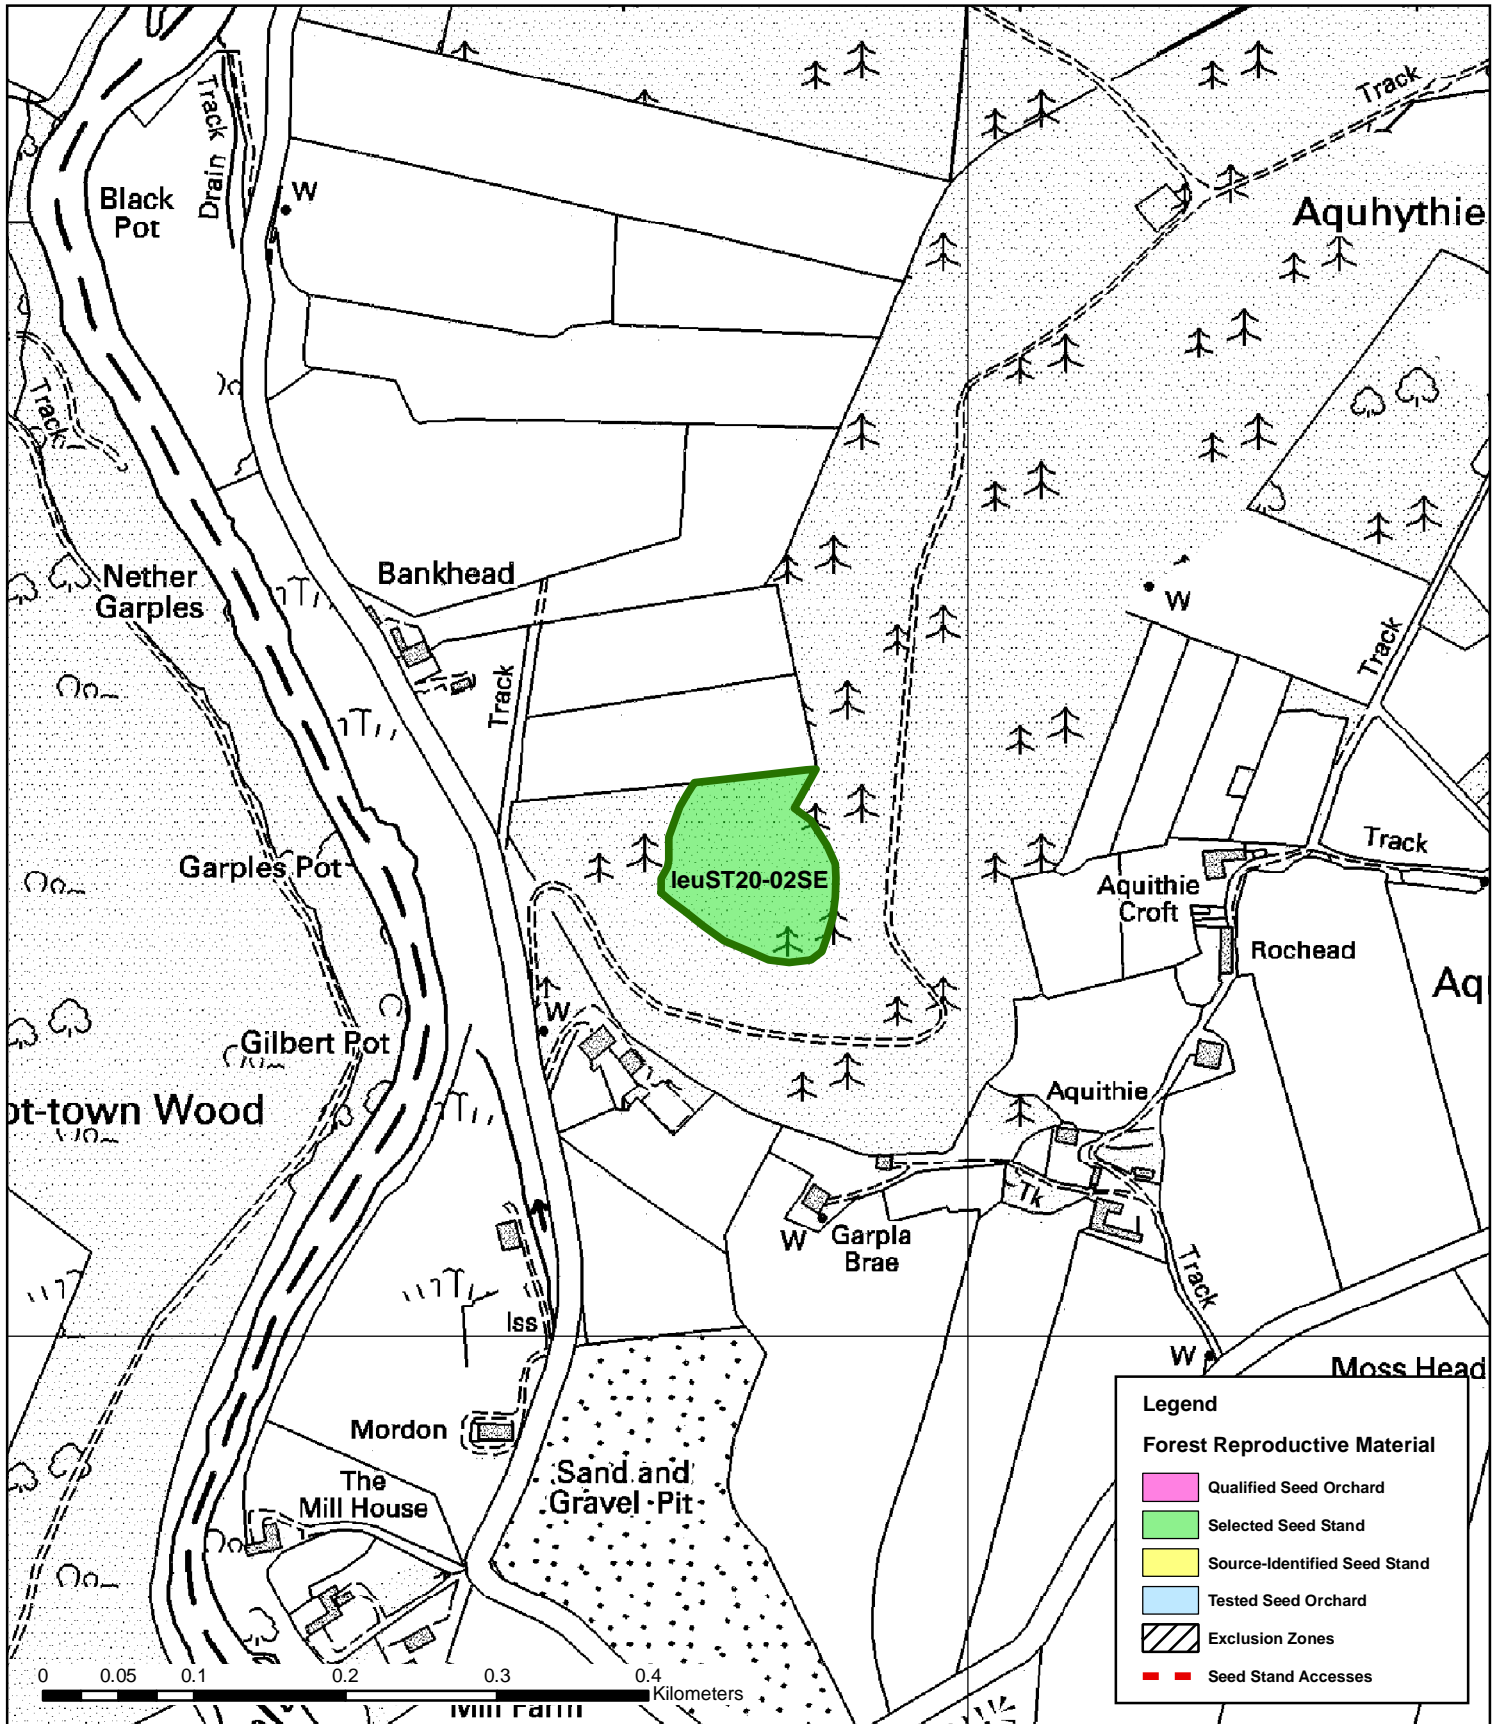 Track
Track
Drain
W
Black
Pot
Aquhythie
Track
Nether
Garples
Bankhead
W
Track
Track
Garples Pot
leuST20-02SE
Track
Aquithie
Croft
Rochead
Aq
W
Gilbert Pot
ot-town Wood
Aquithie
Tk
W
Garpla
Brae
Track
Iss
W
Moss Head
Mordon
The
Mill House
Sand and
Gravel Pit
Legend
Forest Reproductive Material
Qualified Seed Orchard
Selected Seed Stand
Source-Identified Seed Stand
Tested Seed Orchard
Exclusion Zones
Seed Stand Accesses
0 0.05 0.1 0.2 0.3 0.4
Kilometers
Mill Farm